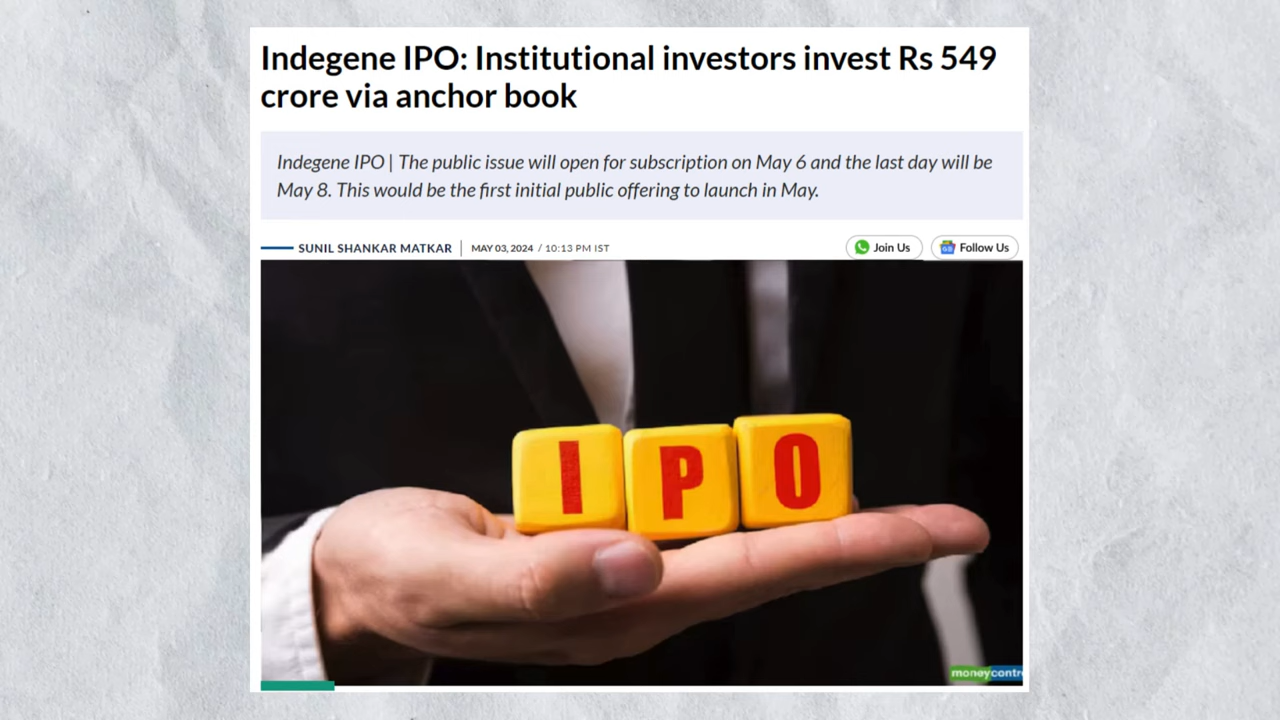 Indegene IPO: Institutional investors invest Rs 549
crore via anchor book
Indegene IPO | The public issue will open for subscription on May 6 and the last day will be
May 8. This would be the first initial public offering to launch in May.
SUNIL SHANKAR MATKAR | MAY 03, 2024 / 10:13 PM IST
Join Us
Follow Us
I P O
moneycontr